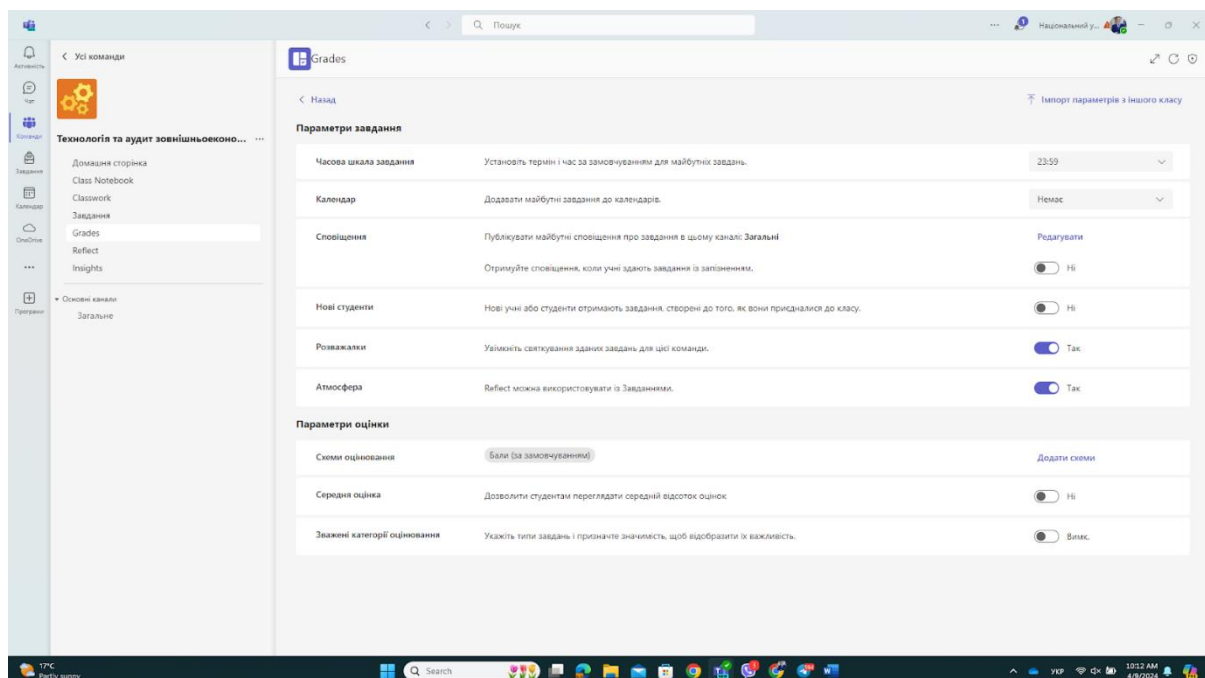 Пошук
Національний у...
Активність
Чат
Команди
Завдання
Календар
OneDrive
Програми
Усі команди
Технологія та аудит зовнішньоеконо...
Домашня сторінка
Class Notebook
Classwork
Завдання
Grades
Reflect
Insights
Основні канали
Загальне
Grades
Назад
Імпорт параметрів з іншого класу
Параметри завдання
Часова шкала завдання Установіть термін і час за замовчуванням для майбутніх завдань. 23:59
Календар Додавати майбутні завдання до календарів. Немає
Сповіщення Публікувати майбутні сповіщення про завдання в цьому каналі: Загальні Редагувати
Отримуйте сповіщення, коли учні здають завдання із запізненням. Ні
Нові студенти Нові учні або студенти отримають завдання, створені до того, як вони приєдналися до класу. Ні
Розважалки Увімкніть святкування зданих завдань для цієї команди. Так
Атмосфера Reflect можна використовувати із Завданнями. Так
Параметри оцінки
Схеми оцінювання Бали (за замовчуванням) Додати схеми
Середня оцінка Дозволити студентам переглядати середній відсоток оцінок Ні
Зважені категорії оцінювання Укажіть типи завдань і призначте значимість, щоб відобразити їх важливість. Вимк.
17°C
Partly sunny
Search
УКР
10:12 AM
4/9/2024